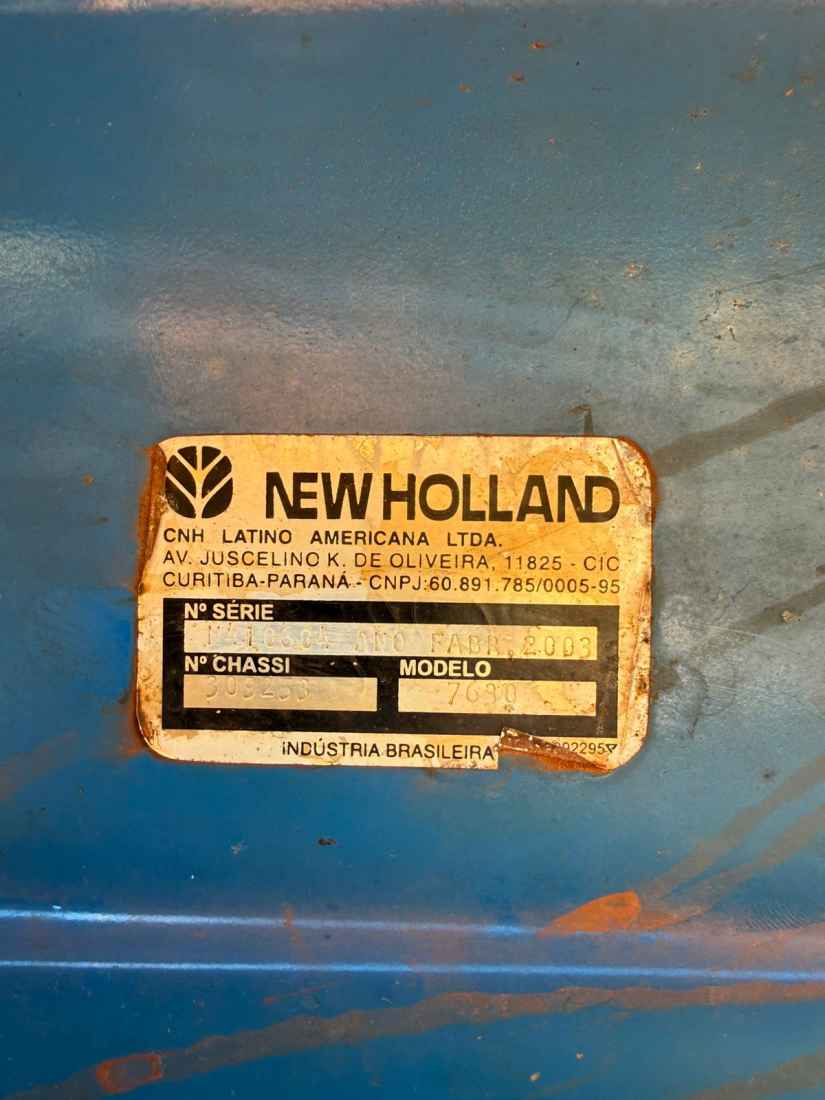 NEW HOLLAND
CNH LATINO AMERICANA LTDA.
AV. JUSCELINO K. DE OLIVEIRA, 11825 - CIC
CURITIBA-PARANÁ - CNPJ:60.891.785/0005-95
Nº SÉRIE
ANO FABR. 2003
Nº CHASSI MODELO
7630
INDÚSTRIA BRASILEIRA